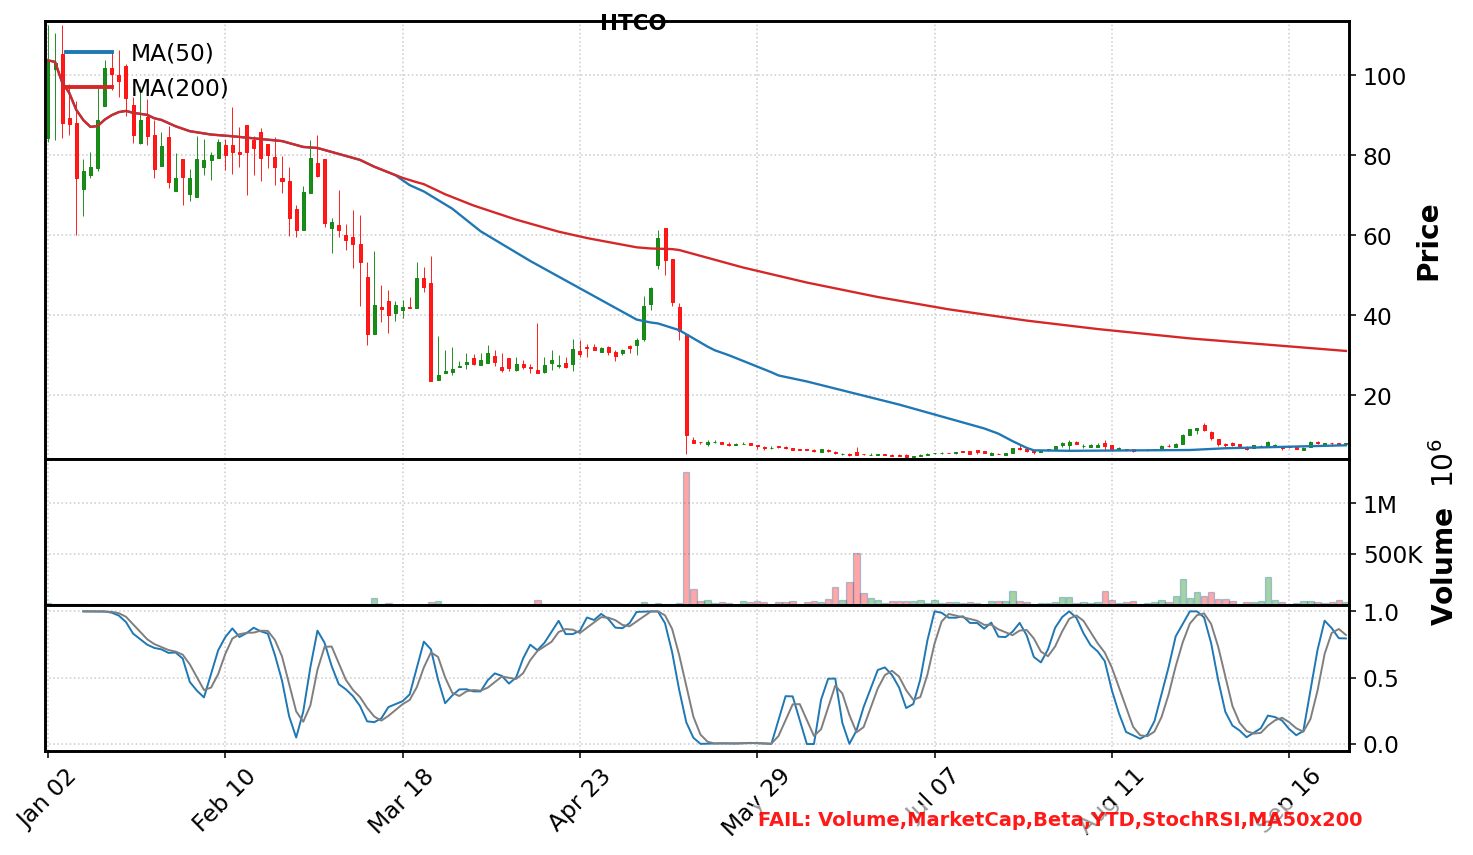 HTCO
MA(50)
MA(200)
100
80
60
40
20
Price
1M
500K
Volume 10^6
1.0
0.5
0.0
Jan 02
Feb 10
Mar 18
Apr 23
May 29
Jul 07
Aug 11
Sep 16
FAIL: Volume,MarketCap,Beta,YTD,StochRSI,MA50x200